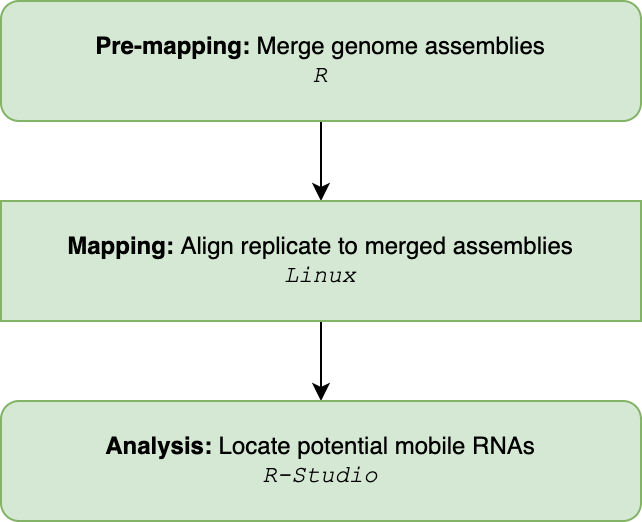 Pre-mapping: Merge genome assemblies
R
Mapping: Align replicate to merged assemblies
Linux
Analysis: Locate potential mobile RNAs
R-Studio